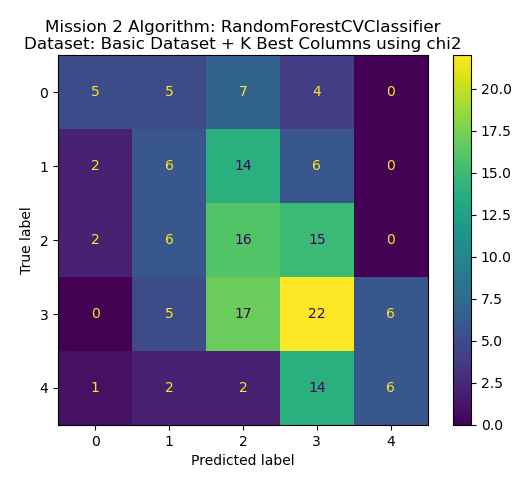 Mission 2 Algorithm: RandomForestCVClassifier
Dataset: Basic Dataset + K Best Columns using chi2
0 5 5 7 4 0
1 2 6 14 6 0
2 2 6 16 15 0
3 0 5 17 22 6
4 1 2 2 14 6
0 1 2 3 4
True label
Predicted label
20.0
17.5
15.0
12.5
10.0
7.5
5.0
2.5
0.0